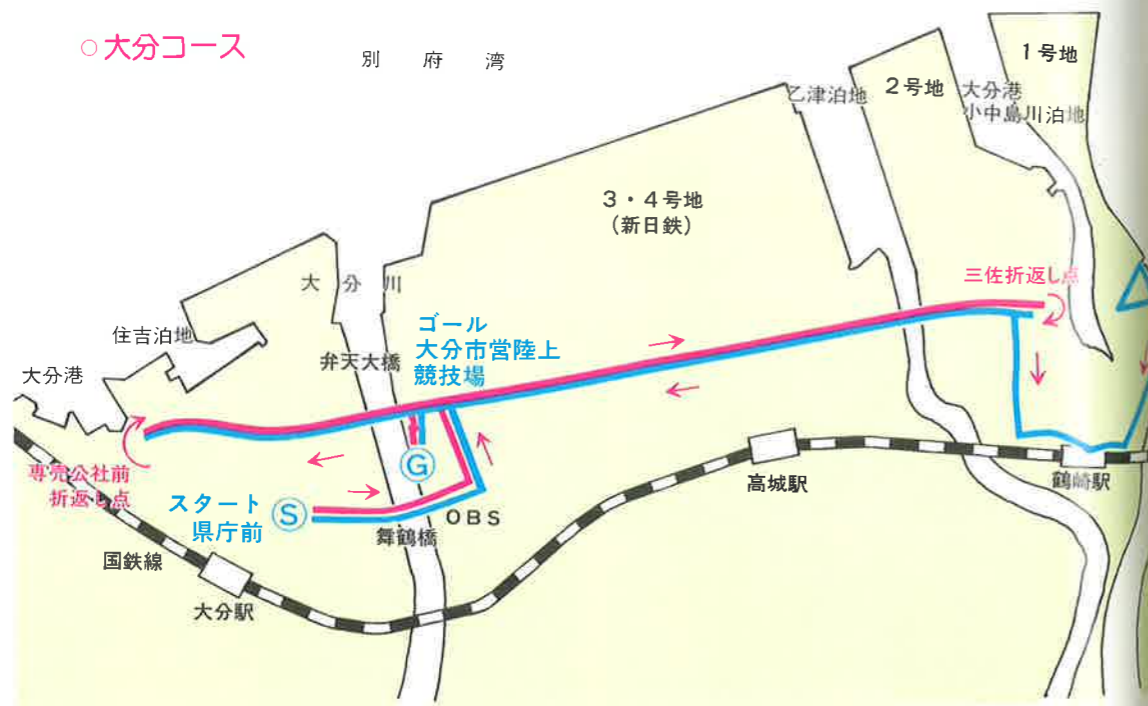 ○大分コース
別府湾
1号地
2号地
大分港
小中島川泊地
乙津泊地
3・4号地
(新日鉄)
三佐折返し点
大分川
住吉泊地
大分港
弁天大橋
ゴール
大分市営陸上
競技場
G
専売公社前
折返し点
スタート
県庁前
S
OBS
舞鶴橋
高城駅
鶴崎駅
国鉄線
大分駅